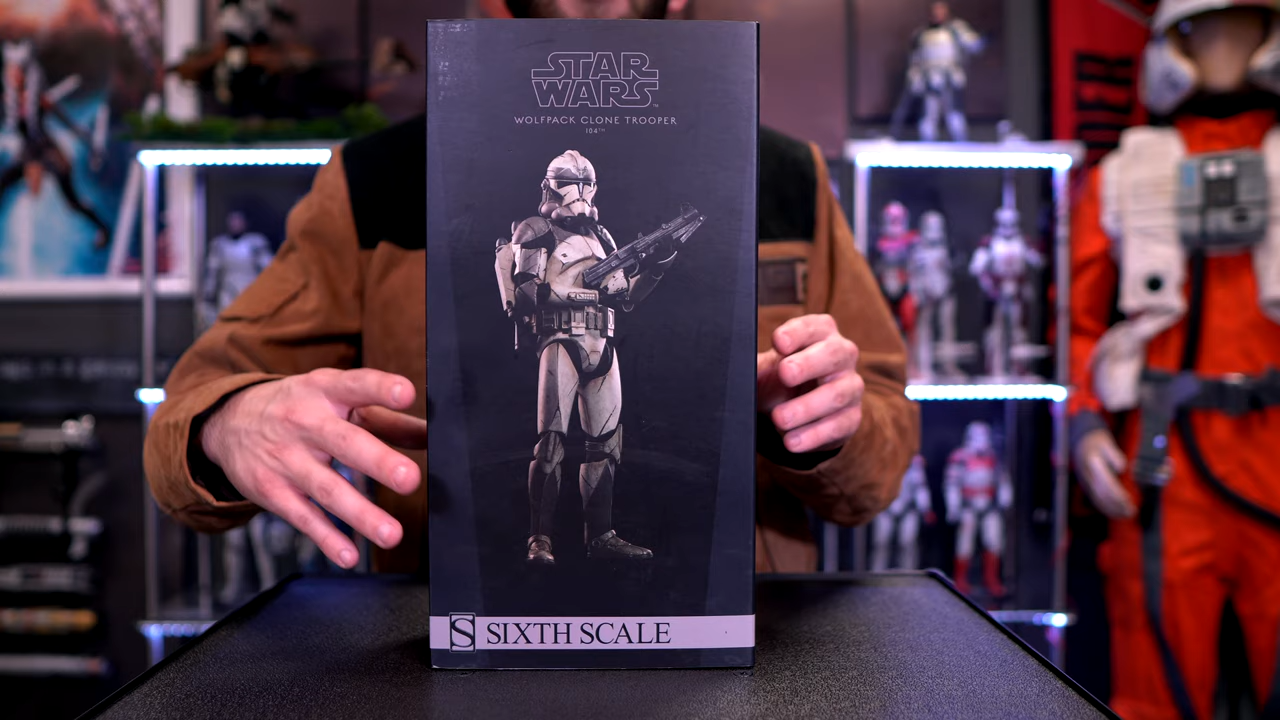 STAR
WARS
WOLFPACK CLONE TROOPER
104TH
S SIXTH SCALE